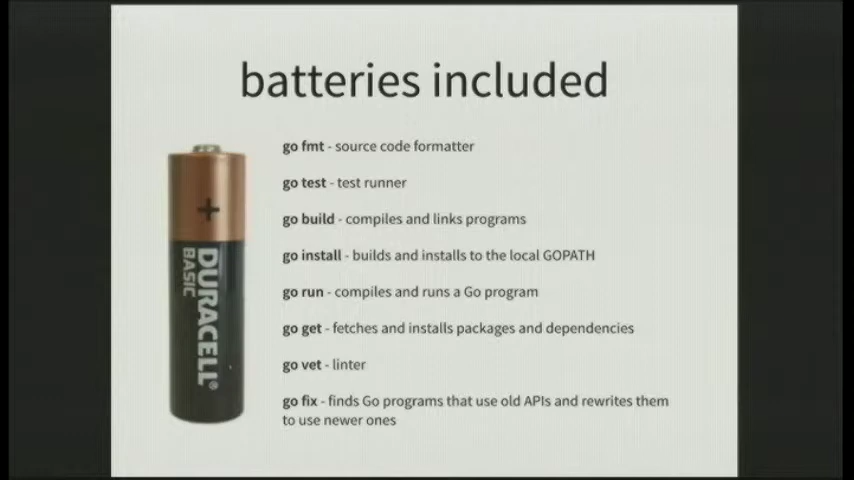 batteries included
go fmt - source code formatter
go test - test runner
go build - compiles and links programs
go install - builds and installs to the local GOPATH
go run - compiles and runs a Go program
go get - fetches and installs packages and dependencies
go vet - linter
go fix - finds Go programs that use old APIs and rewrites them
to use newer ones
+
DURACELL®
BASIC